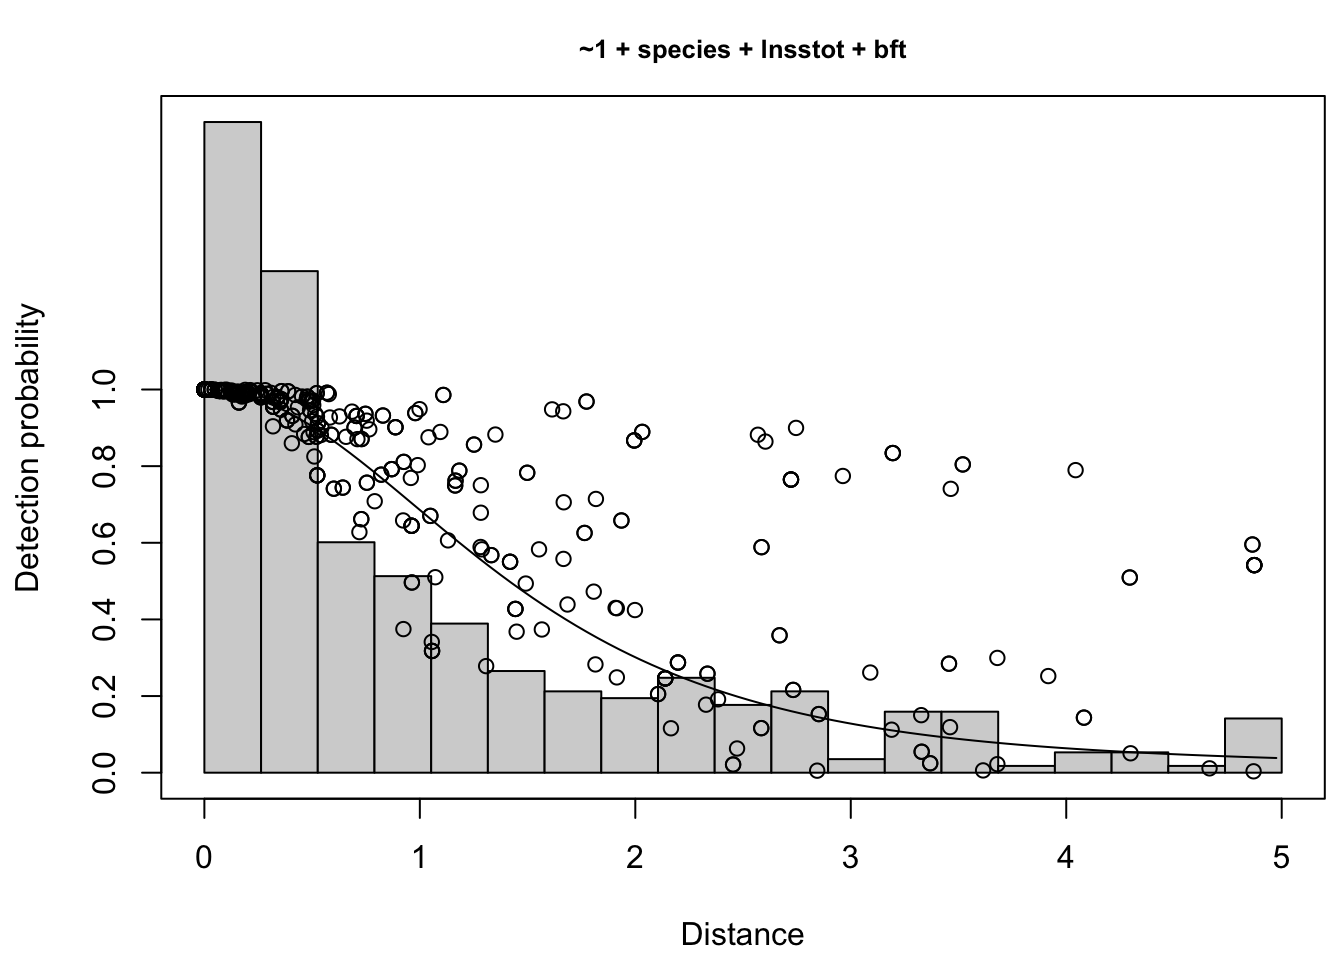 ~1 + species + lnsstot + bft
Detection probability
1.0
0.8
0.6
0.4
0.2
0.0
0 1 2 3 4 5
Distance